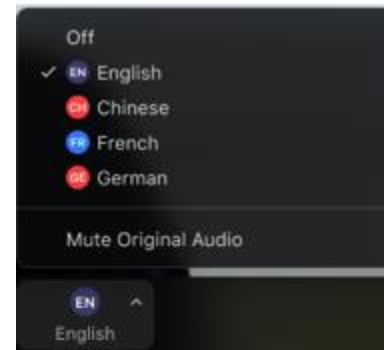 Off
✓ EN English
CH Chinese
FR French
GE German
Mute Original Audio
EN
English